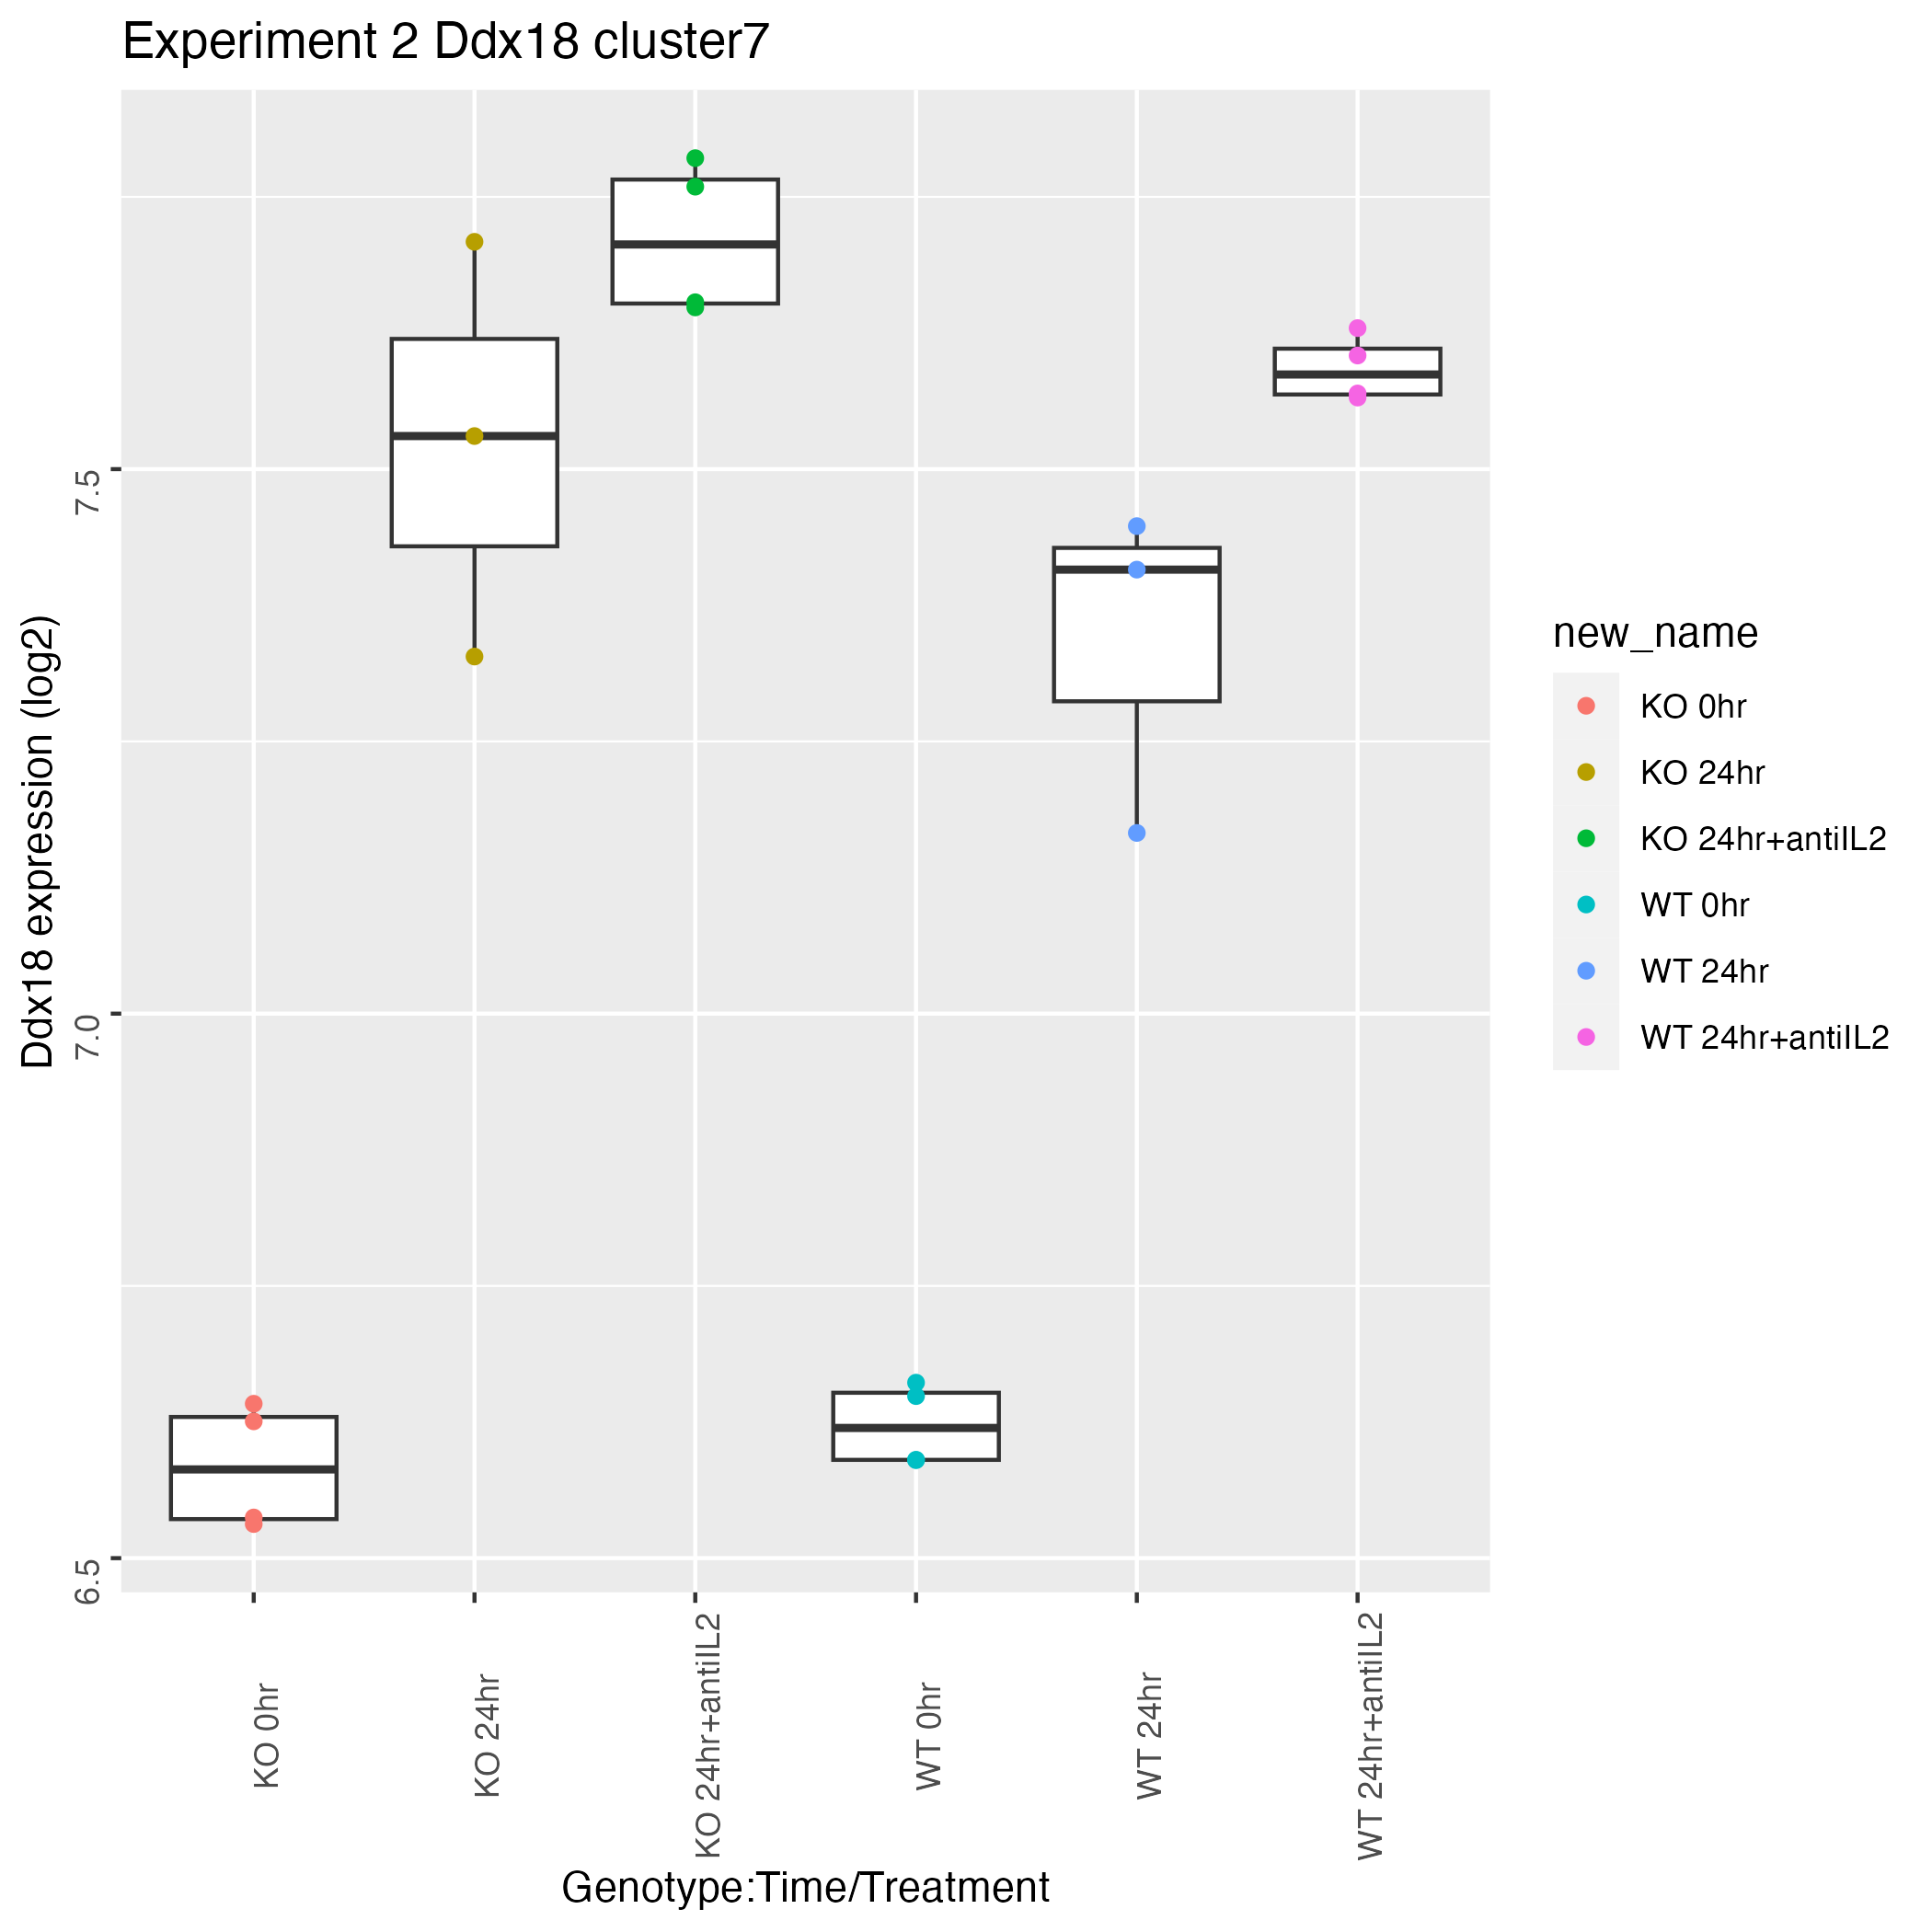 Experiment 2 Ddx18 cluster7
Ddx18 expression (log2)
7.5
7.0
6.5
KO 0hr
KO 24hr
KO 24hr+antiIL2
WT 0hr
WT 24hr
WT 24hr+antiIL2
Genotype:Time/Treatment
new_name
KO 0hr
KO 24hr
KO 24hr+antiIL2
WT 0hr
WT 24hr
WT 24hr+antiIL2